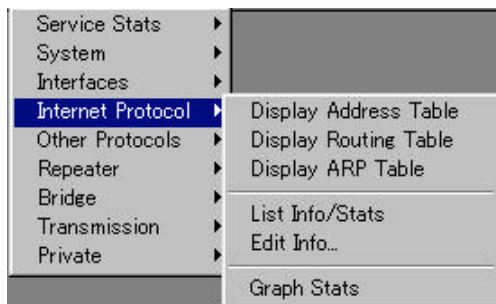 Service Stats
System
Interfaces
Internet Protocol
Other Protocols
Repeater
Bridge
Transmission
Private
Display Address Table
Display Routing Table
Display ARP Table
List Info/Stats
Edit Info...
Graph Stats